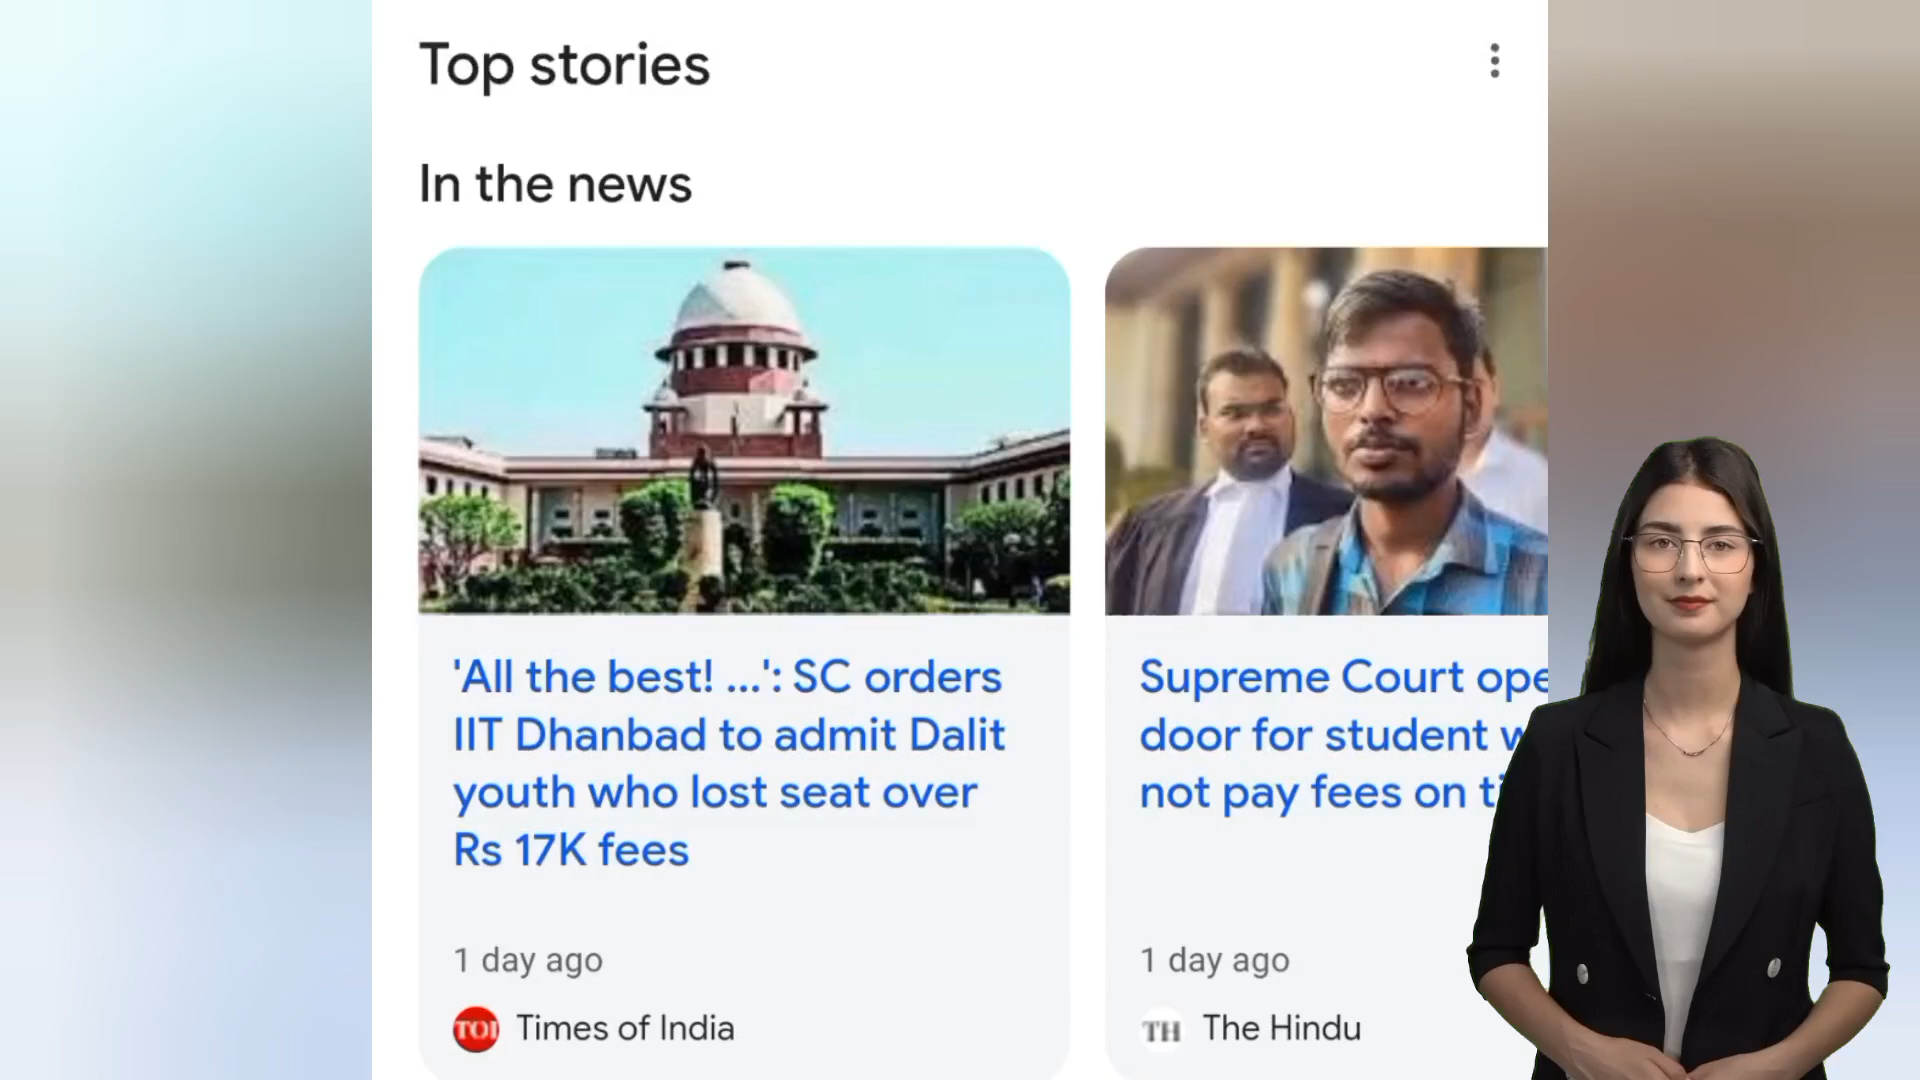 Top stories
In the news
'All the best! ...': SC orders
IIT Dhanbad to admit Dalit
youth who lost seat over
Rs 17K fees
1 day ago
TOI Times of India
Supreme Court
door for student
not pay fees on
1 day ago
TH The Hindu